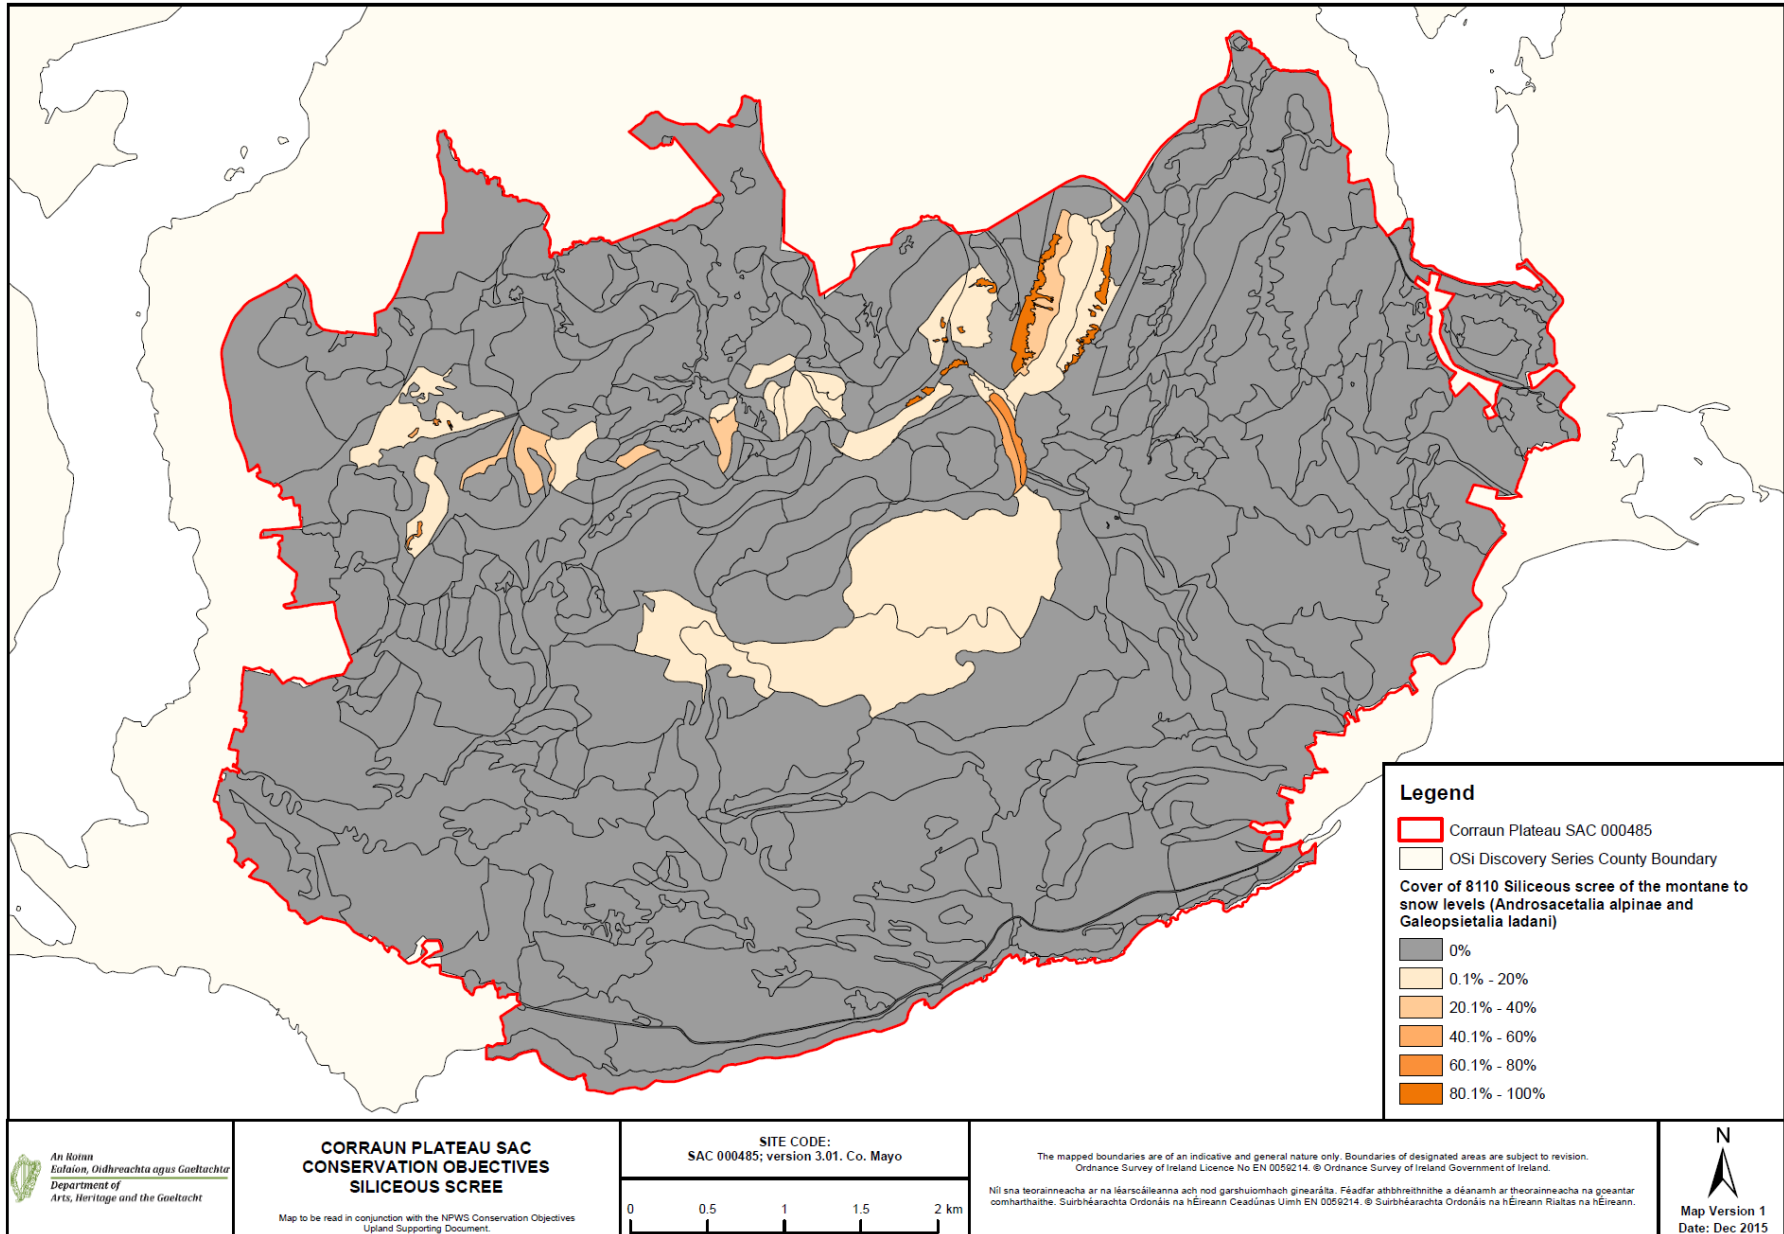 Legend
Corraun Plateau SAC 000485
OSi Discovery Series County Boundary
Cover of 8110 Siliceous scree of the montane to
snow levels (Androsacetalia alpinae and
Galeopsietalia ladani)
0%
0.1% - 20%
20.1% - 40%
40.1% - 60%
60.1% - 80%
80.1% - 100%
An Roinn
Ealaíon, Oidhreachta agus Gaeltachta
Department of
Arts, Heritage and the Gaeltacht
CORRAUN PLATEAU SAC
CONSERVATION OBJECTIVES
SILICEOUS SCREE
Map to be read in conjunction with the NPWS Conservation Objectives
Upland Supporting Document.
SITE CODE:
SAC 000485; version 3.01. Co. Mayo
0 0.5 1 1.5 2 km
The mapped boundaries are of an indicative and general nature only. Boundaries of designated areas are subject to revision.
Ordnance Survey of Ireland Licence No EN 0059214. © Ordnance Survey of Ireland Government of Ireland.
Níl sna teorainneacha ar na léarscáileanna ach nod garshuiomhach ginearálta. Féadfar athbhreithnithe a déanamh ar theorainneacha na gceantar
comharthaithe. Suirbhéarachta Ordonáis na hÉireann Ceadúnas Uimh EN 0059214. © Suirbhéarachta Ordonáis na hÉireann Rialtas na hÉireann.
N
Map Version 1
Date: Dec 2015